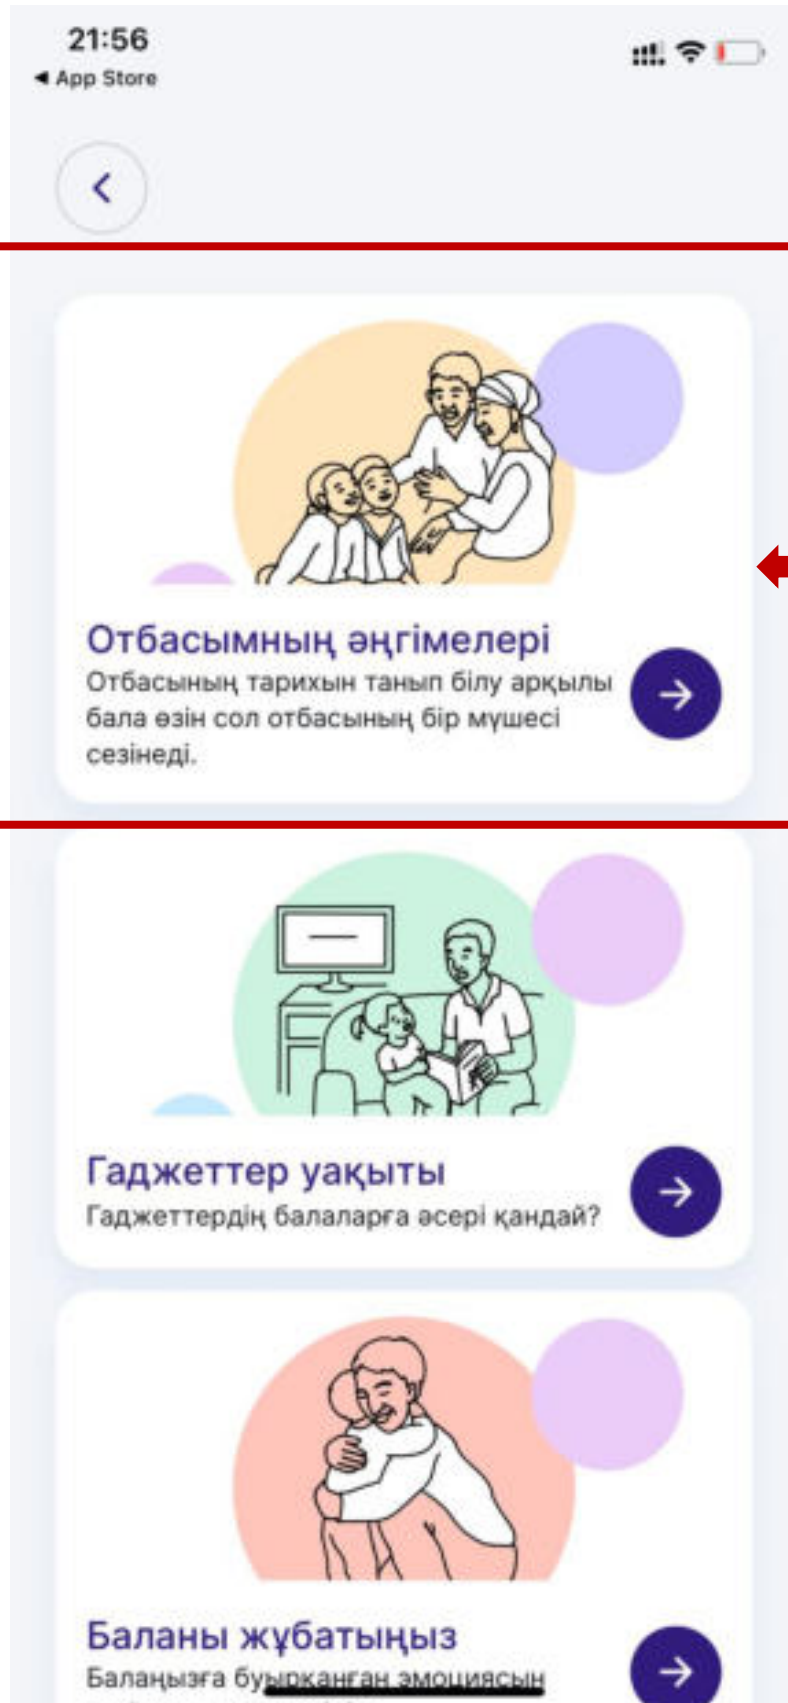 21:56
◀ App Store
Отбасымның әңгімелері
Отбасының тарихын танып білу арқылы
бала өзін сол отбасының бір мүшесі
сезінеді.
Гаджеттер уақыты
Гаджеттердің балаларға әсері қандай?
Баланы жұбатыңыз
Балаңызға бұырқанған эмоциясын